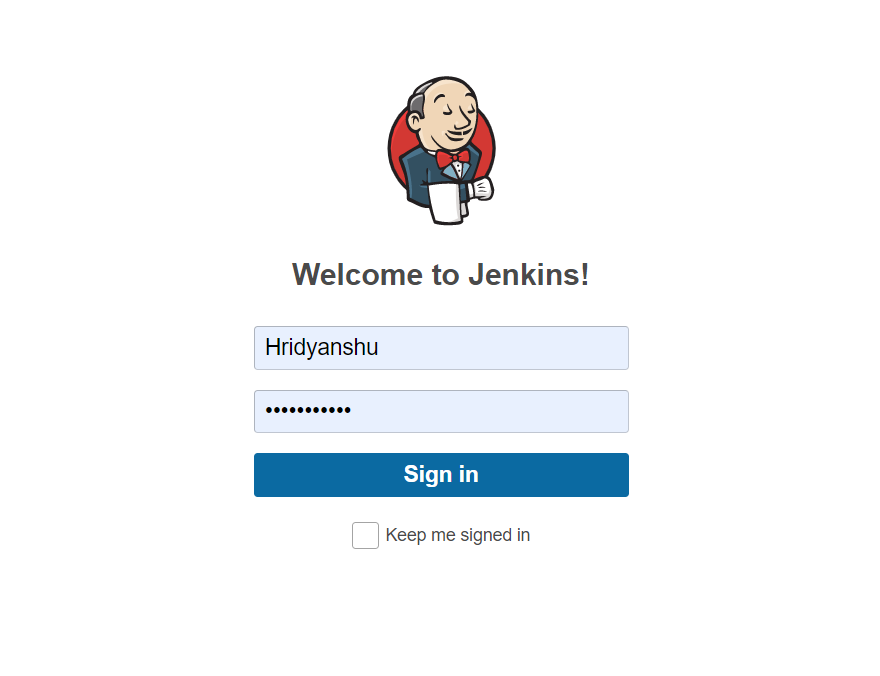 Welcome to Jenkins!
Hridyanshu
•••••••••••
Sign in
Keep me signed in